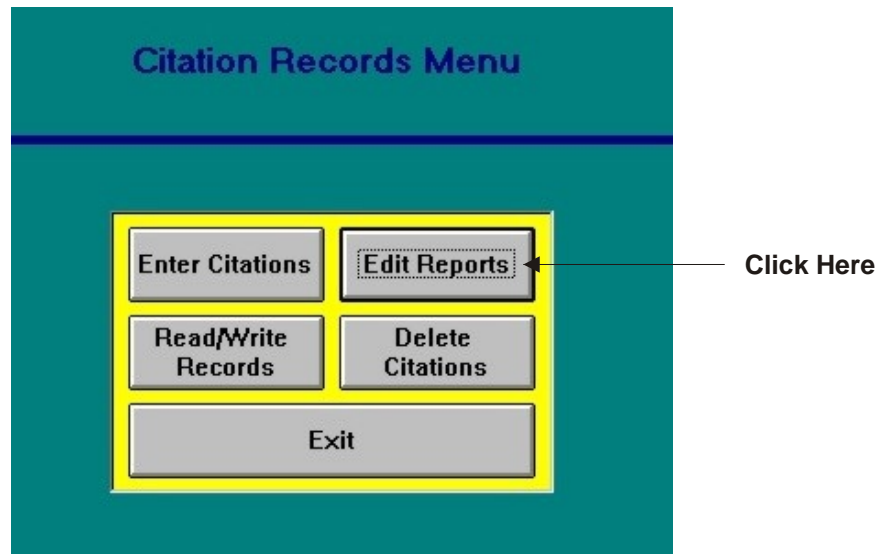 Citation Records Menu
Enter Citations
Edit Reports
Click Here
Read/Write
Records
Delete
Citations
Exit